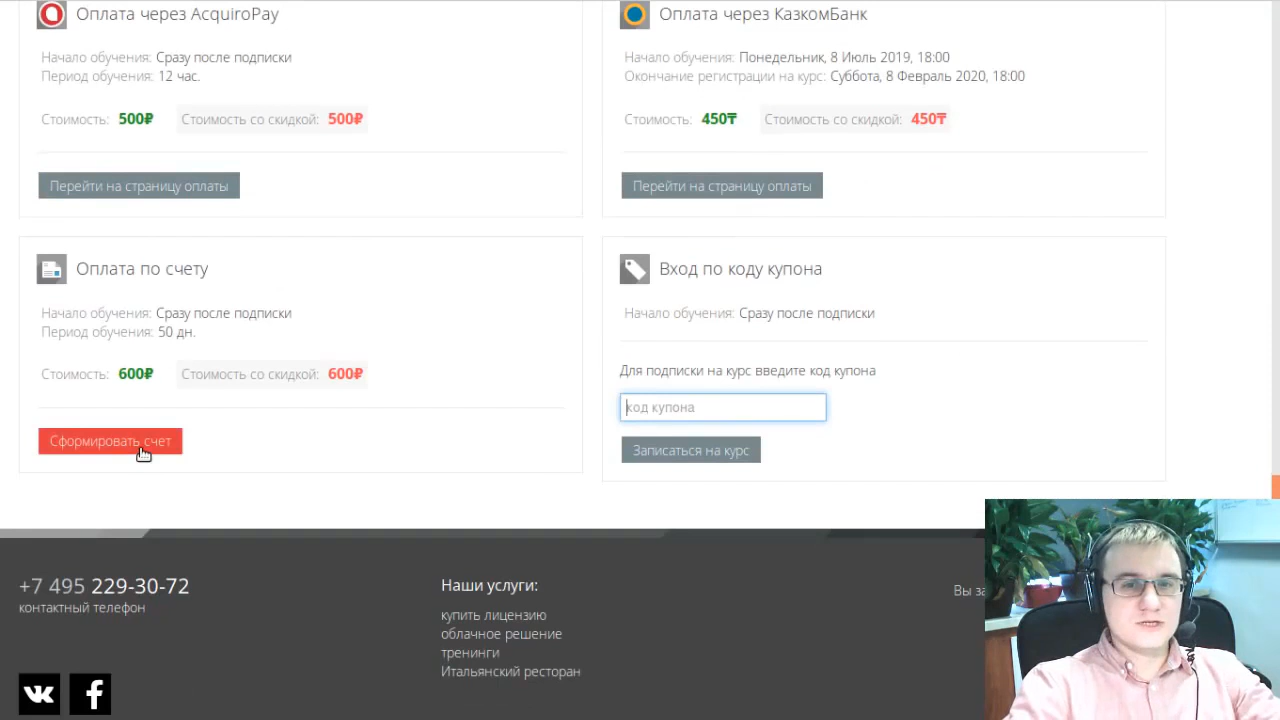 Оплата через AcquiroPay
Начало обучения: Сразу после подписки
Период обучения: 12 час.
Стоимость: 500₽ Стоимость со скидкой: 500₽
Перейти на страницу оплаты
Оплата через КазкомБанк
Начало обучения: Понедельник, 8 Июль 2019, 18:00
Окончание регистрации на курс: Суббота, 8 Февраль 2020, 18:00
Стоимость: 450₸ Стоимость со скидкой: 450₸
Перейти на страницу оплаты
Оплата по счету
Начало обучения: Сразу после подписки
Период обучения: 50 дн.
Стоимость: 600₽ Стоимость со скидкой: 600₽
Сформировать счет
Вход по коду купона
Начало обучения: Сразу после подписки
Для подписки на курс введите код купона
код купона
Записаться на курс
+7 495 229-30-72
контактный телефон
Наши услуги:
купить лицензию
облачное решение
тренинги
Итальянский ресторан
Вы